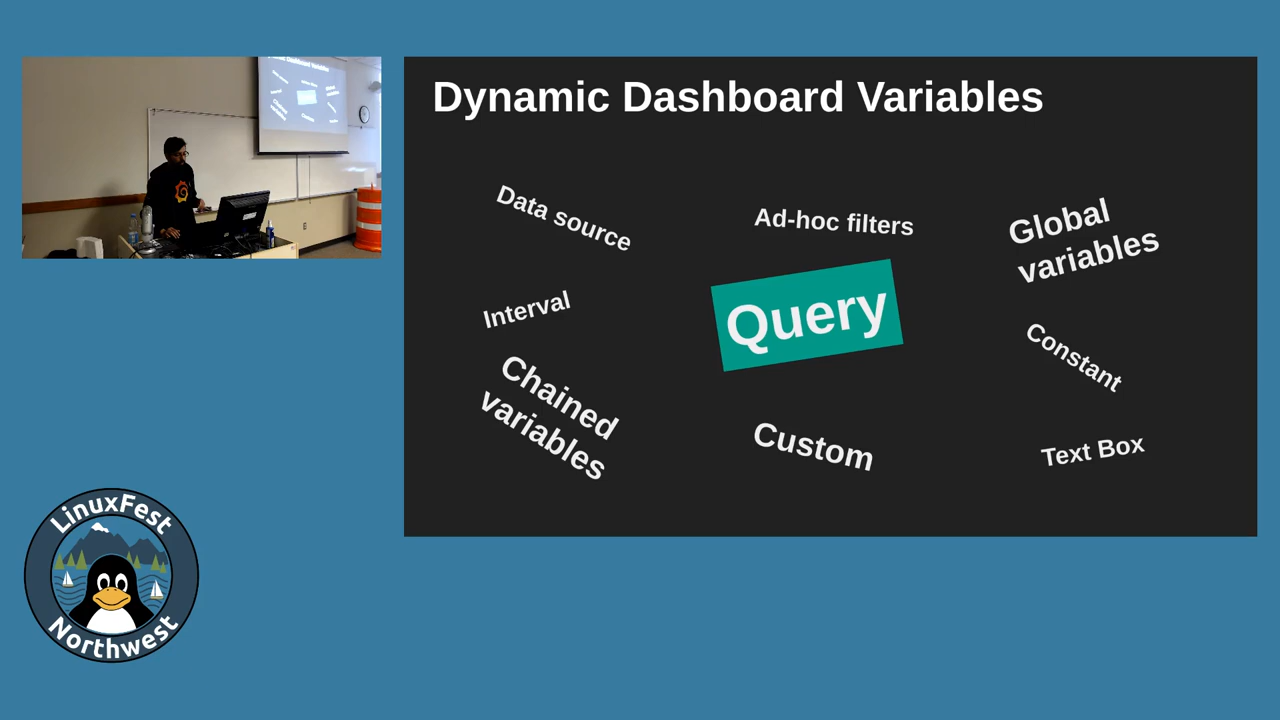 Dynamic Dashboard Variables
Data source
Ad-hoc filters
Global
variables
Interval
Query
Constant
Chained
variables
Custom
Text Box
LinuxFest
Northwest